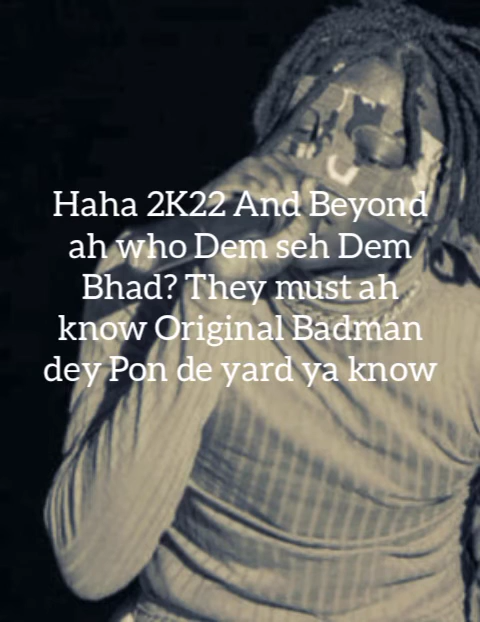 Haha 2K22 And Beyond
ah who Dem seh Dem
Bhad? They must ah
know Original Badman
dey Pon de yard ya know